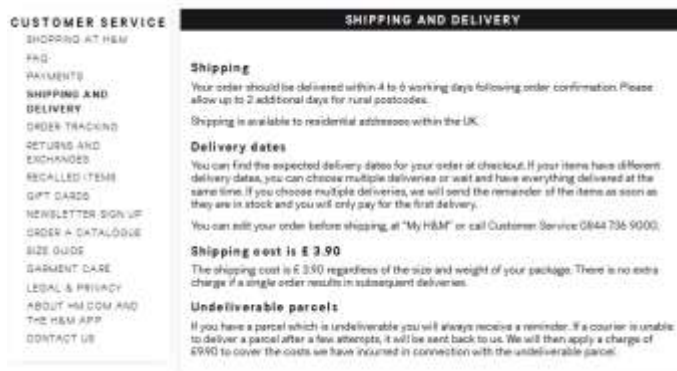 CUSTOMER SERVICE
SHOPPING AT H&M
FAQ
PAYMENTS
SHIPPING AND
DELIVERY
ORDER TRACKING
RETURNS AND
EXCHANGES
RECALLED ITEMS
GIFT CARDS
NEWSLETTER SIGN UP
ORDER A CATALOGUE
SIZE GUIDE
GARMENT CARE
LEGAL & PRIVACY
ABOUT HM.COM AND
THE H&M APP
CONTACT US
SHIPPING AND DELIVERY
Shipping
Your order should be delivered within 4 to 6 working days following order confirmation. Please
allow up to 2 additional days for rural postcodes.
Shipping is available to residential addresses within the UK.
Delivery dates
You can find the expected delivery dates for your order at checkout. If your items have different
delivery dates, you can choose multiple deliveries or wait and have everything delivered at the
same time. If you choose multiple deliveries, we will send the remainder of the items as soon as
they are in stock and you will only pay for the first delivery.
You can edit your order before shipping, at "My H&M" or call Customer Service 0844 736 9000.
Shipping cost is £ 3.90
The shipping cost is £ 3.90 regardless of the size and weight of your package. There is no extra
charge if a single order results in subsequent deliveries.
Undeliverable parcels
If you have a parcel which is undeliverable you will always receive a reminder. If a courier is unable
to deliver a parcel after a few attempts, it will be sent back to us. We will then apply a charge of
£9.90 to cover the costs we have incurred in connection with the undeliverable parcel.